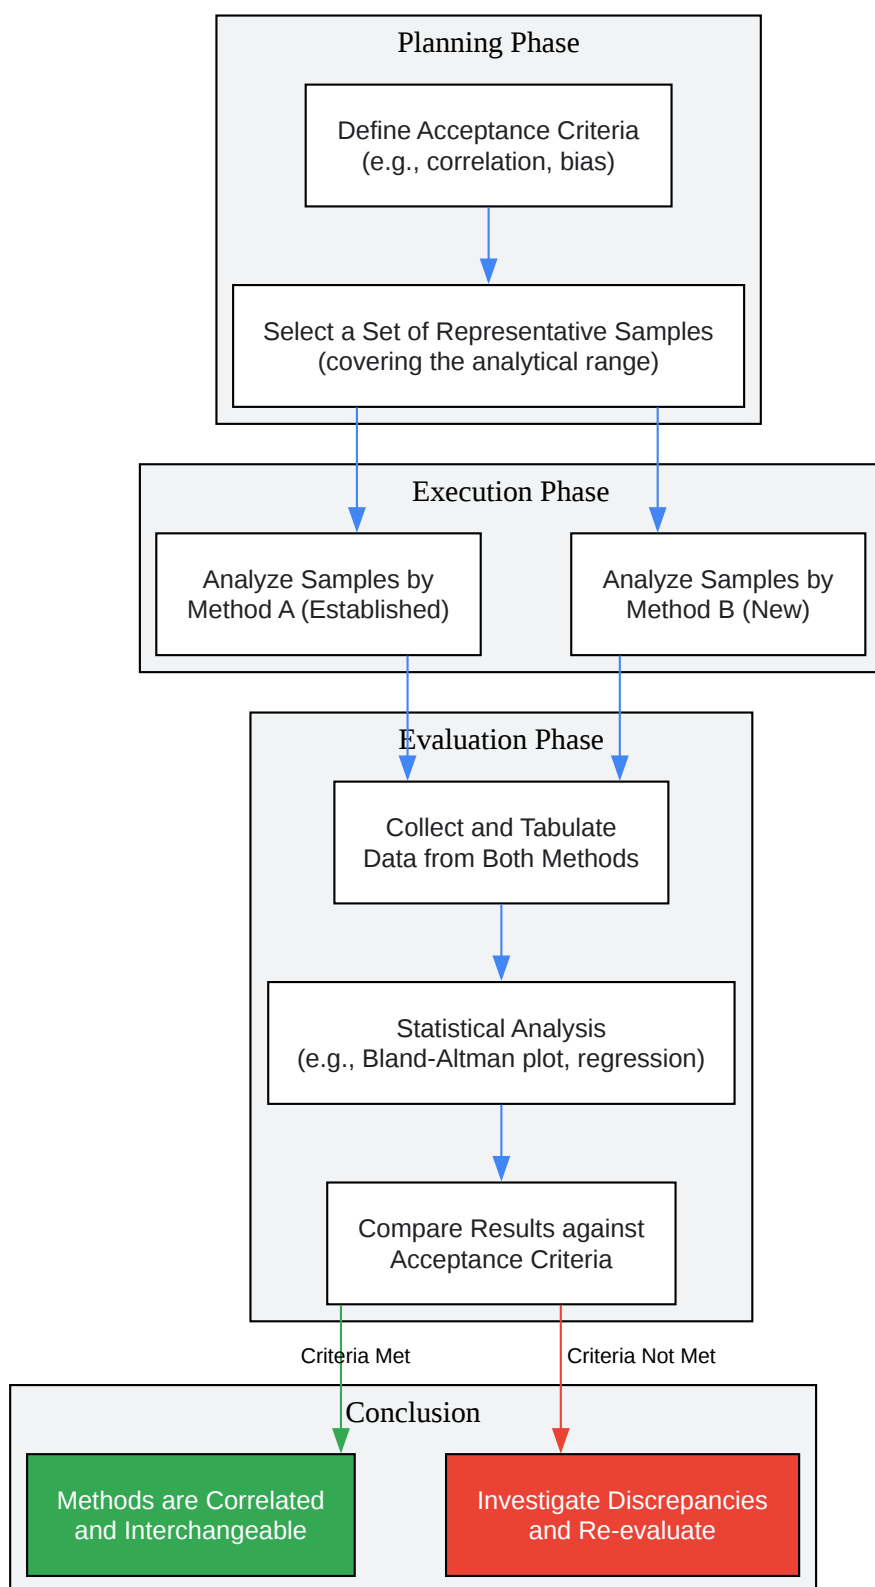 Planning Phase
Define Acceptance Criteria
(e.g., correlation, bias)
Select a Set of Representative Samples
(covering the analytical range)
Execution Phase
Analyze Samples by
Method A (Established)
Analyze Samples by
Method B (New)
Evaluation Phase
Collect and Tabulate
Data from Both Methods
Statistical Analysis
(e.g., Bland-Altman plot, regression)
Compare Results against
Acceptance Criteria
Criteria Met
Criteria Not Met
Conclusion
Methods are Correlated
and Interchangeable
Investigate Discrepancies
and Re-evaluate